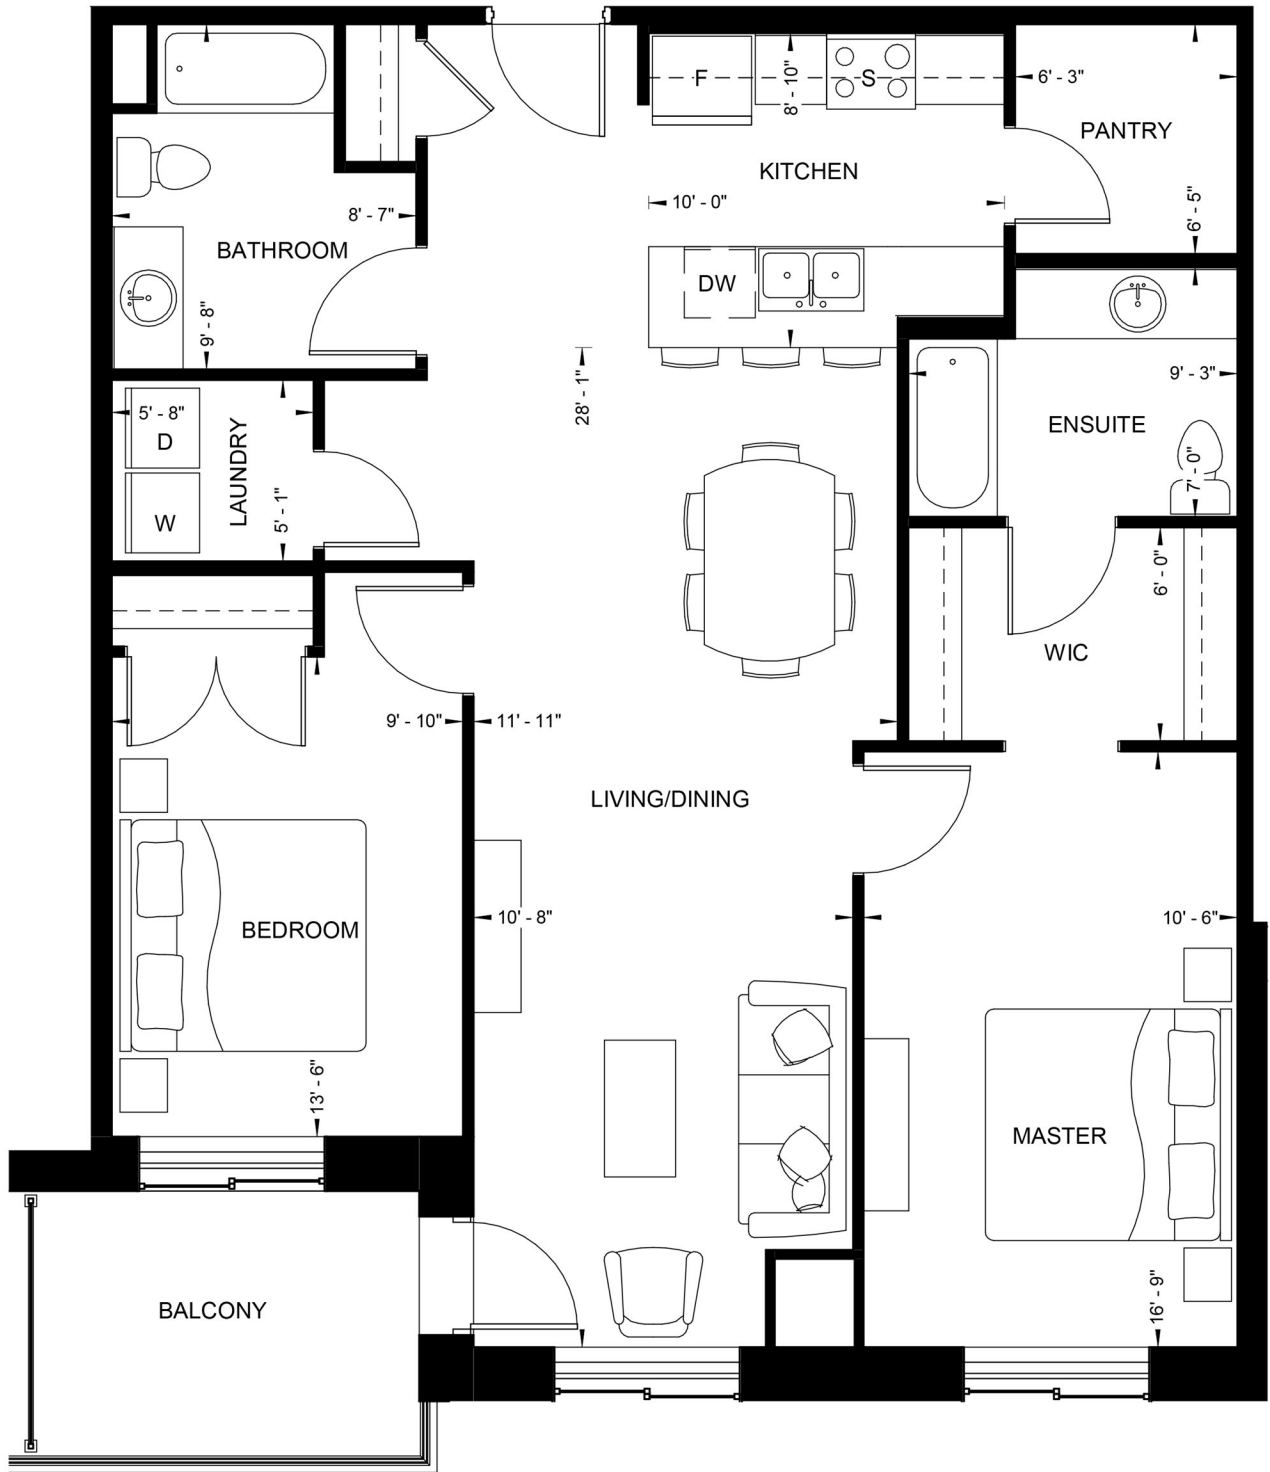 F
8' - 10"
S
6' - 3"
PANTRY
KITCHEN
10' - 0"
6' - 5"
8' - 7"
BATHROOM
DW
9' - 8"
28' - 1"
9' - 3"
5' - 8"
D
LAUNDRY
ENSUITE
7' - 0"
W
5' - 1"
6' - 0"
WIC
9' - 10"
11' - 11"
LIVING/DINING
10' - 8"
10' - 6"
BEDROOM
13' - 6"
MASTER
16' - 9"
BALCONY